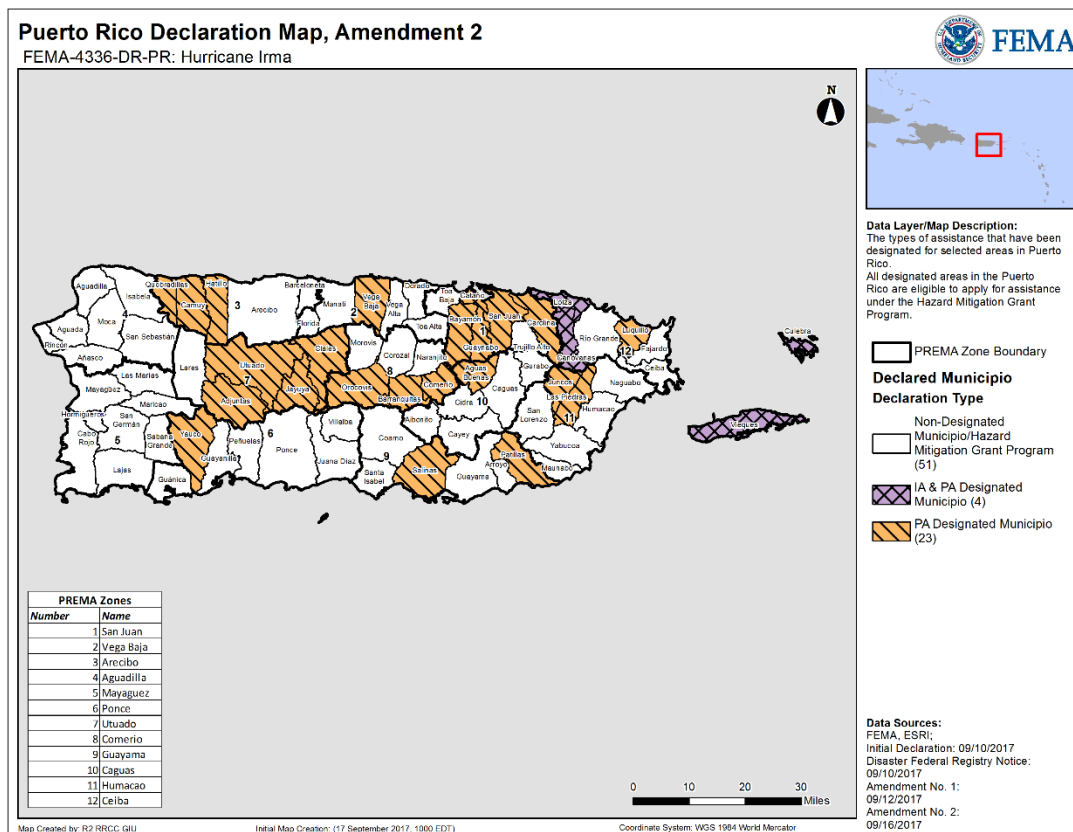 Puerto Rico Declaration Map, Amendment 2
FEMA-4336-DR-PR: Hurricane Irma
FEMA
N
Aguadilla
Isabela
Quebradillas
Camuy
Hatillo
3
Arecibo
Barceloneta
Florida
Manatí
2
Vega
Baja
Vega
Alta
Dorado
Toa
Baja
Toa Alta
Cataño
Bayamón
1
San Juan
Guaynabo
Carolina
Trujillo Alto
Loíza
Canóvanas
Río Grande
Luquillo
12
Fajardo
Ceiba
Culebra
Vieques
Aguada
Rincón
Moca
4
San Sebastián
Añasco
Las Marías
Mayagüez
Maricao
Hormigueros
San
Germán
Cabo
Rojo
5
Sabana
Grande
Lajas
Guánica
Yauco
Guayanilla
Peñuelas
6
Ponce
Lares
Utuado
7
Adjuntas
Jayuya
Ciales
Morovis
Corozal
8
Naranjito
Orocovis
Barranquitas
Comerío
Villalba
Juana Díaz
Coamo
9
Santa
Isabel
Aibonito
Salinas
Cayey
Cidra
10
Aguas
Buenas
Caguas
Gurabo
Juncos
Las Piedras
11
San
Lorenzo
Humacao
Naguabo
Yabucoa
Maunabo
Patillas
Arroyo
Guayama
Data Layer/Map Description:
The types of assistance that have been
designated for selected areas in Puerto
Rico.
All designated areas in the Puerto
Rico are eligible to apply for assistance
under the Hazard Mitigation Grant
Program.
PREMA Zone Boundary
Declared Municipio
Declaration Type
Non-Designated
Municipio/Hazard
Mitigation Grant Program
(51)
IA & PA Designated
Municipio (4)
PA Designated Municipio
(23)
PREMA Zones
Number Name
1 San Juan
2 Vega Baja
3 Arecibo
4 Aguadilla
5 Mayaguez
6 Ponce
7 Utuado
8 Comerio
9 Guayama
10 Caguas
11 Humacao
12 Ceiba
0 10 20 30
Miles
Data Sources:
FEMA, ESRI;
Initial Declaration: 09/10/2017
Disaster Federal Registry Notice:
09/10/2017
Amendment No. 1:
09/12/2017
Amendment No. 2:
09/16/2017
Map Created by: R2 RRCC GIU
Initial Map Creation: (17 September 2017, 1000 EDT)
Coordinate System: WGS 1984 World Mercator